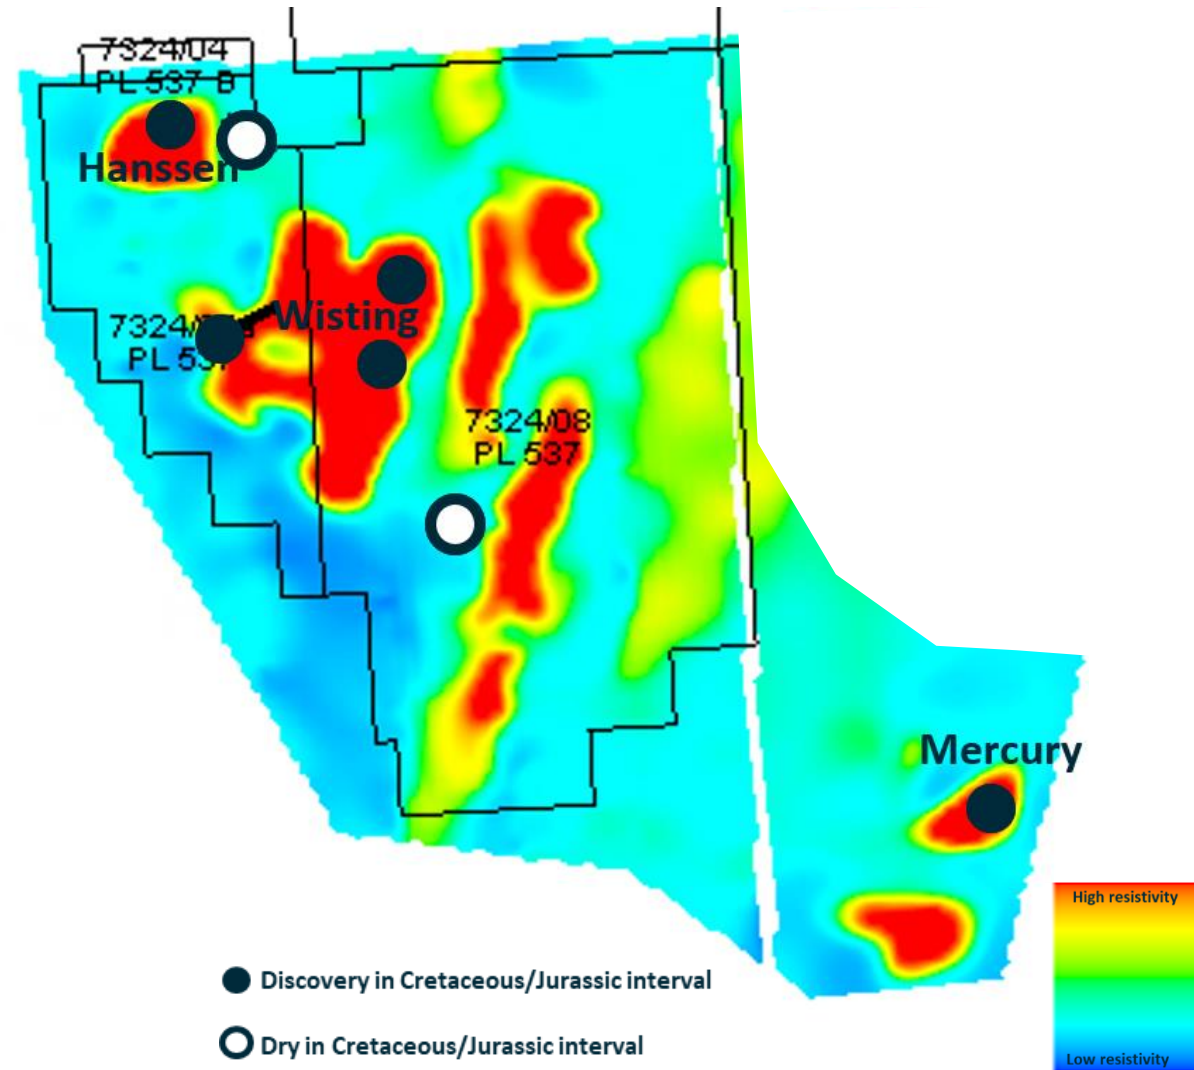 7324/04
PL 537 B
Hanssen
Wisting
7324/
PL 537
7324/08
PL 537
Mercury
High resistivity
Low resistivity
Discovery in Cretaceous/Jurassic interval
Dry in Cretaceous/Jurassic interval